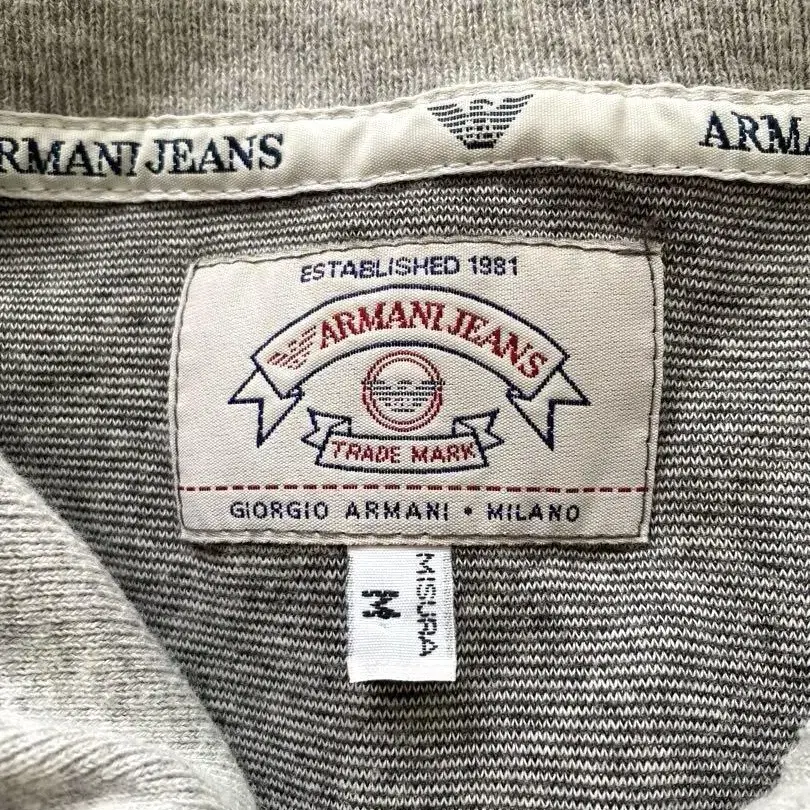 RMANI JEANS
ARMA
ESTABLISHED 1981
ARMANI JEANS
TRADE MARK
GIORGIO ARMANI • MILANO
MISURA
M